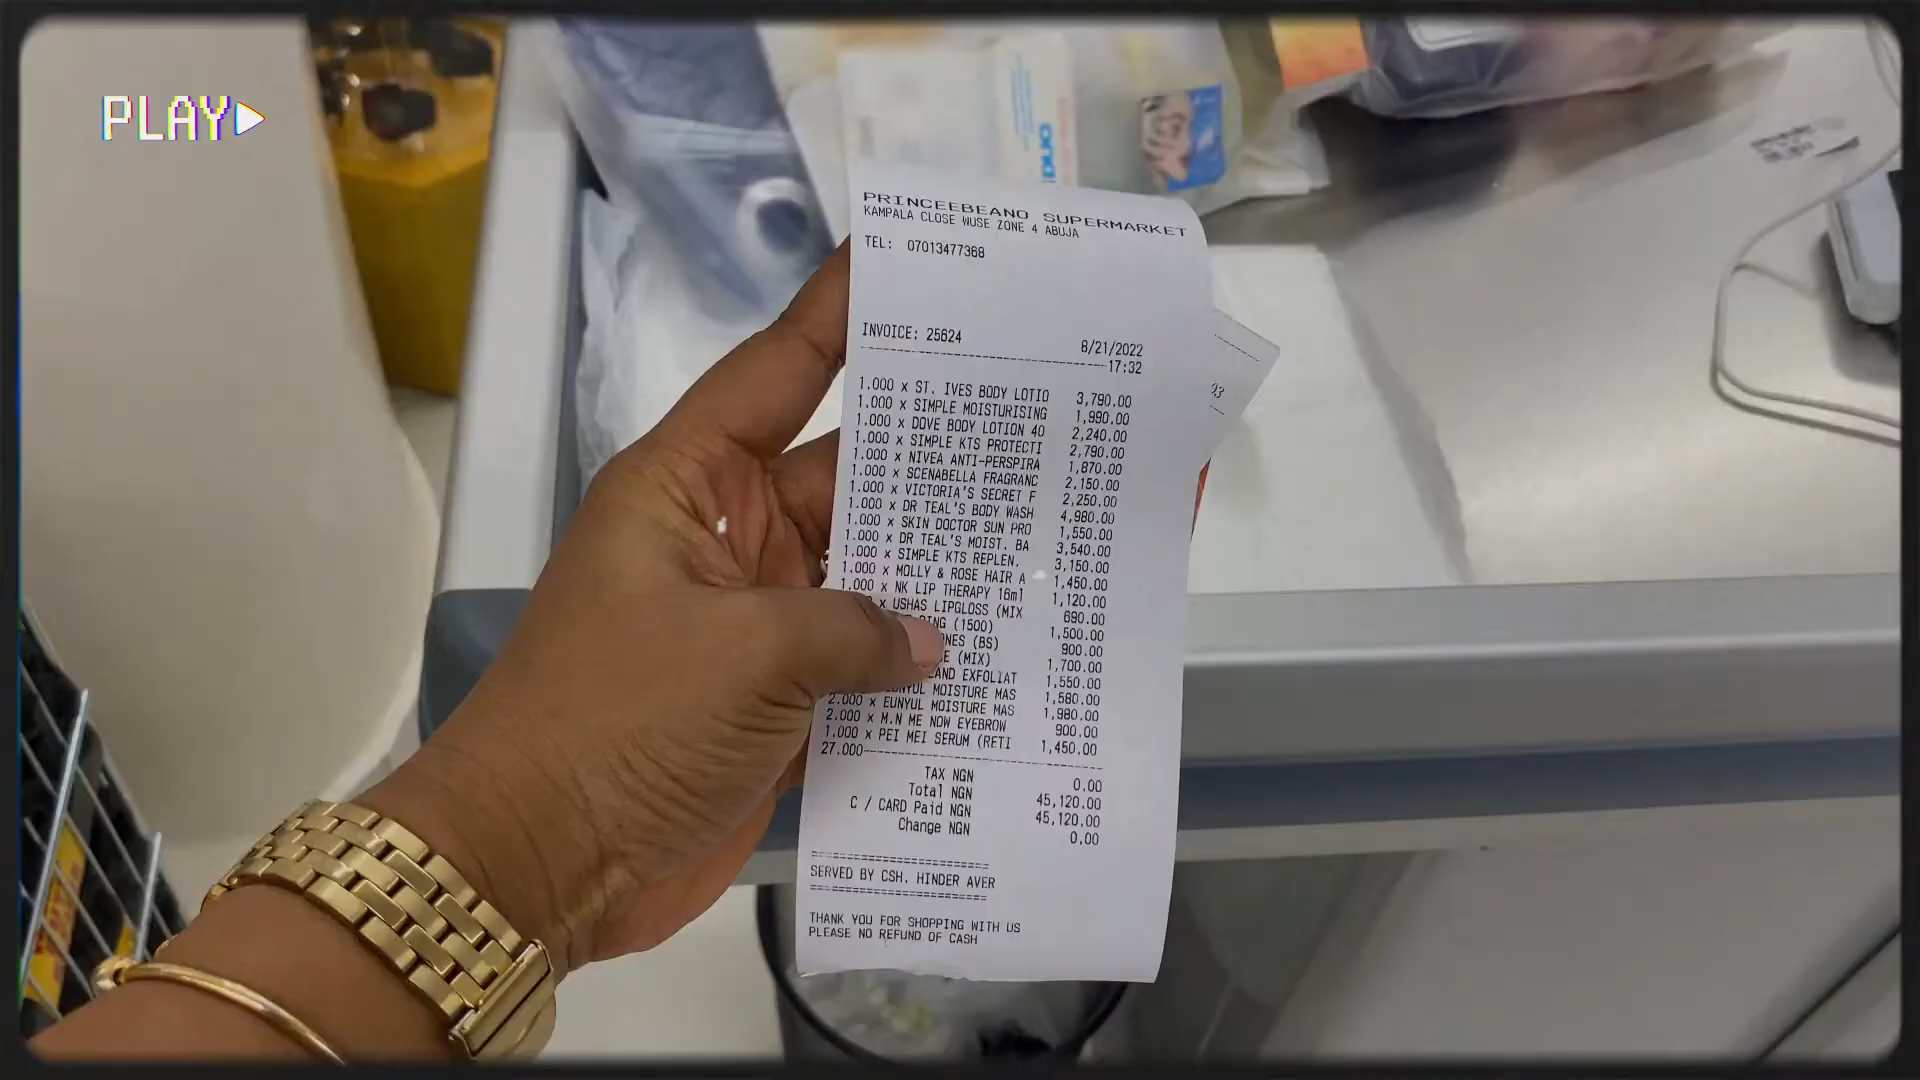 PLAY
PRINCEEBEANO SUPERMARKET
KAMPALA CLOSE WUSE ZONE 4 ABUJA
TEL: 07013477368
INVOICE: 25624 8/21/2022
17:32
1.000 x ST. IVES BODY LOTIO 3,790.00
1.000 x SIMPLE MOISTURISING 1,990.00
1.000 x DOVE BODY LOTION 40 2,240.00
1.000 x SIMPLE KTS PROTECTI 2,790.00
1.000 x NIVEA ANTI-PERSPIRA 1,870.00
1.000 x SCENABELLA FRAGRANC 2,150.00
1.000 x VICTORIA'S SECRET F 2,250.00
1.000 x DR TEAL'S BODY WASH 4,980.00
1.000 x SKIN DOCTOR SUN PRO 1,550.00
1.000 x DR TEAL'S MOIST. BA 3,540.00
1.000 x SIMPLE KTS REPLEN. 3,150.00
1.000 x MOLLY & ROSE HAIR A 1,450.00
1.000 x NK LIP THERAPY 16ml 1,120.00
x USHAS LIPGLOSS (MIX 690.00
(1500) 1,500.00
(BS) 900.00
(MIX) 1,700.00
AND EXFOLIAT 1,550.00
EUNYUL MOISTURE MAS 1,580.00
2.000 x EUNYUL MOISTURE MAS 1,980.00
2.000 x M.N ME NOW EYEBROW 900.00
1.000 x PEI MEI SERUM (RETI 1,450.00
27.000
TAX NGN 0.00
Total NGN 45,120.00
C / CARD Paid NGN 45,120.00
Change NGN 0.00
SERVED BY CSH. HINDER AVER
THANK YOU FOR SHOPPING WITH US
PLEASE NO REFUND OF CASH